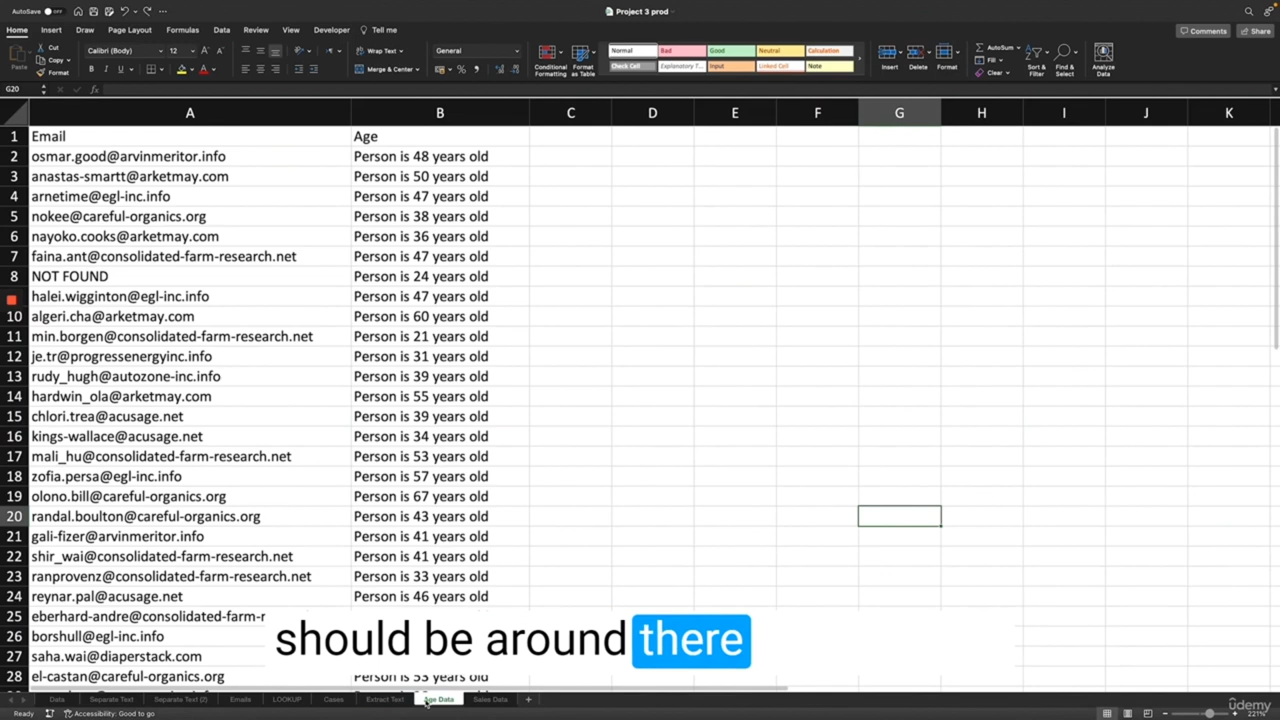 AutoSave OFF
Project 3 prod
Home Insert Draw Page Layout Formulas Data Review View Developer Tell me
Comments Share
Paste
Cut
Copy
Format
Calibri (Body) 12
B I U
Wrap Text
Merge & Center
General
Conditional Formatting
Format as Table
Normal Bad Good Neutral Calculation
Check Cell Explanatory T... Input Linked Cell Note
Insert Delete Format
AutoSum
Fill
Clear
Sort & Filter
Find & Select
Analyze Data
G20
fx
A B C D E F G H I J K
1 Email Age
2 osmar.good@arvinmeritor.info Person is 48 years old
3 anastas-smartt@arketmay.com Person is 50 years old
4 arnetime@egl-inc.info Person is 47 years old
5 nokee@careful-organics.org Person is 38 years old
6 nayoko.cooks@arketmay.com Person is 36 years old
7 faina.ant@consolidated-farm-research.net Person is 47 years old
8 NOT FOUND Person is 24 years old
halei.wigginton@egl-inc.info Person is 47 years old
10 algeri.cha@arketmay.com Person is 60 years old
11 min.borgen@consolidated-farm-research.net Person is 21 years old
12 je.tr@progressenergyinc.info Person is 31 years old
13 rudy_hugh@autozone-inc.info Person is 39 years old
14 hardwin_ola@arketmay.com Person is 55 years old
15 chlori.trea@acusage.net Person is 39 years old
16 kings-wallace@acusage.net Person is 34 years old
17 mali_hu@consolidated-farm-research.net Person is 53 years old
18 zofia.persa@egl-inc.info Person is 57 years old
19 olono.bill@careful-organics.org Person is 67 years old
20 randal.boulton@careful-organics.org Person is 43 years old
21 gali-fizer@arvinmeritor.info Person is 41 years old
22 shir_wai@consolidated-farm-research.net Person is 41 years old
23 ranprovenz@consolidated-farm-research.net Person is 33 years old
24 reynar.pal@acusage.net Person is 46 years old
25 eberhard-andre@consolidated-farm-r
26 borshull@egl-inc.info
27 saha.wai@diaperstack.com
28 el-castan@careful-organics.org Person is 53 years old
should be around there
Data Separate Text Separate Text (2) Emails LOOKUP Cases Extract Text Age Data Sales Data +
Ready Accessibility: Good to go
221%
Udemy